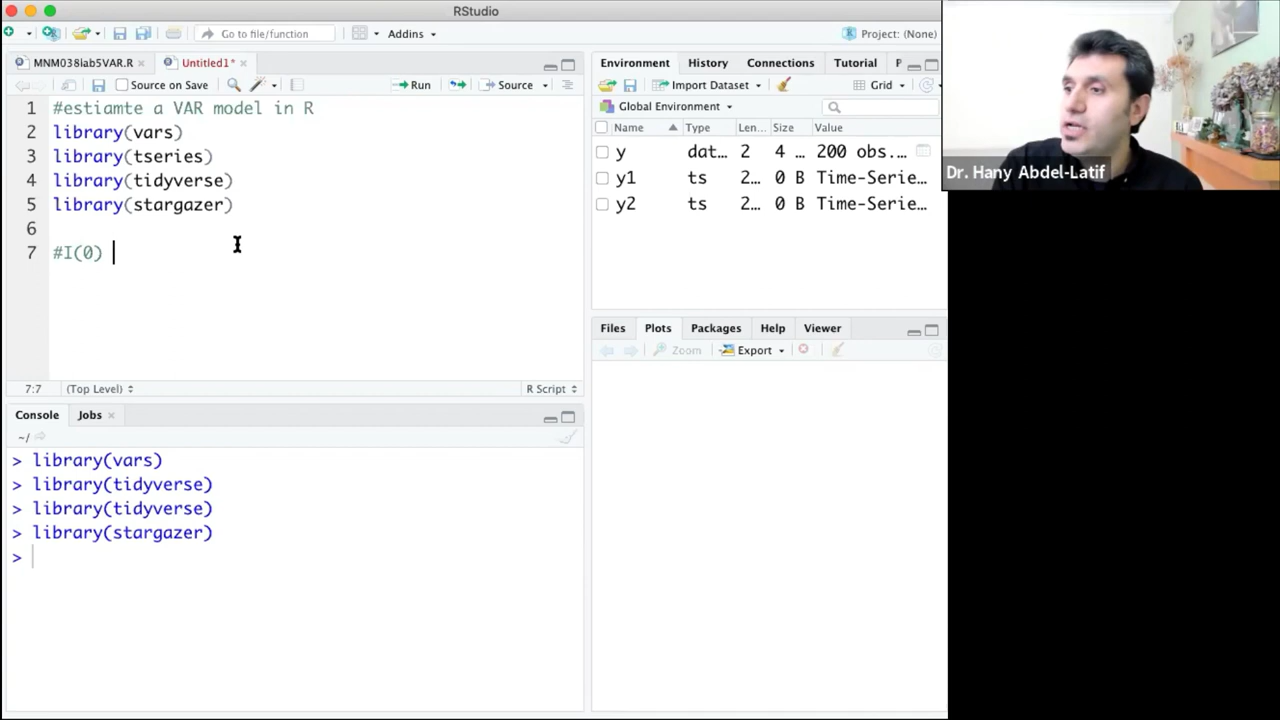 RStudio
Go to file/function
Addins
Project: (None)
MNM038lab5VAR.R
Untitled1*
Source on Save
Run
Source
1 #estiamte a VAR model in R
2 library(vars)
3 library(tseries)
4 library(tidyverse)
5 library(stargazer)
6
7 #I(0)
7:7 (Top Level) R Script
Console Jobs
~/
> library(vars)
> library(tidyverse)
> library(tidyverse)
> library(stargazer)
>
Environment History Connections Tutorial P
Import Dataset Grid
Global Environment
Name Type Len... Size Value
y dat... 2 4 ... 200 obs....
y1 ts 2... 0 B Time-Serie...
y2 ts 2... 0 B Time-Serie...
Files Plots Packages Help Viewer
Zoom Export
Dr. Hany Abdel-Latif